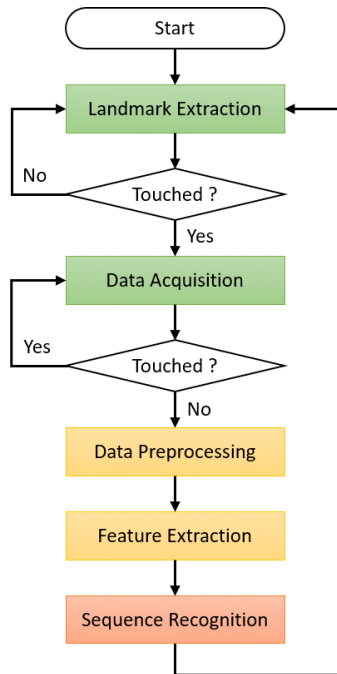 Start
Landmark Extraction
No
Touched ?
Yes
Data Acquisition
Yes
Touched ?
No
Data Preprocessing
Feature Extraction
Sequence Recognition